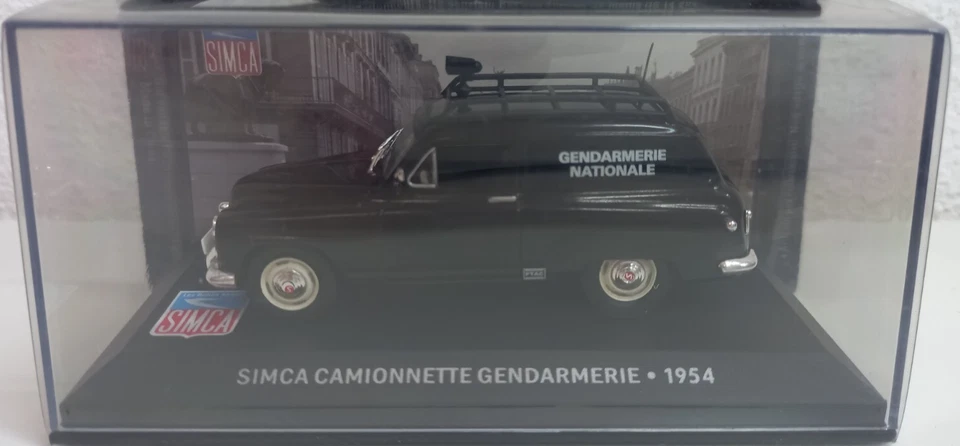 SIMCA
GENDARMERIE
NATIONALE
SIMCA
SIMCA CAMIONNETTE GENDARMERIE • 1954